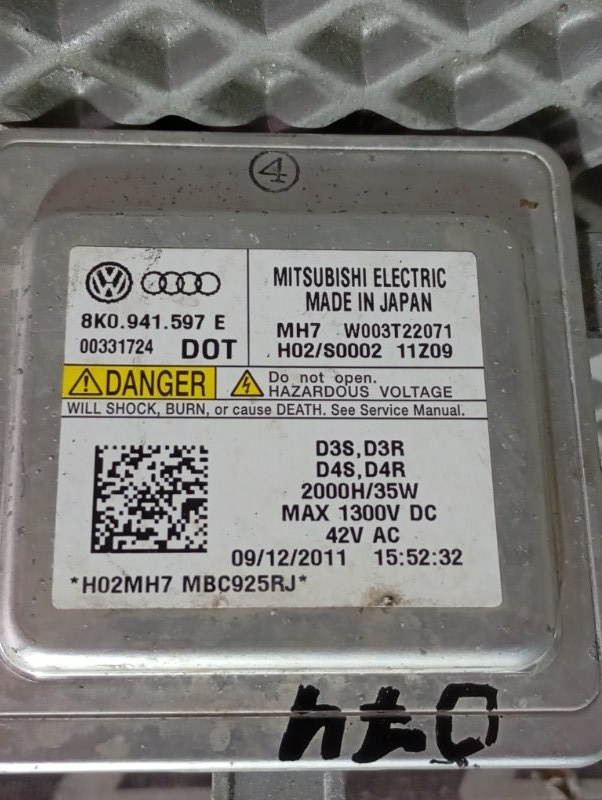 4
8K0.941.597 E
00331724 DOT
MITSUBISHI ELECTRIC
MADE IN JAPAN
MH7 W003T22071
H02/S0002 11Z09
DANGER
Do not open.
HAZARDOUS VOLTAGE
WILL SHOCK, BURN, or cause DEATH. See Service Manual.
D3S,D3R
D4S,D4R
2000H/35W
MAX 1300V DC
42V AC
09/12/2011 15:52:32
*H02MH7 MBC925RJ*
074